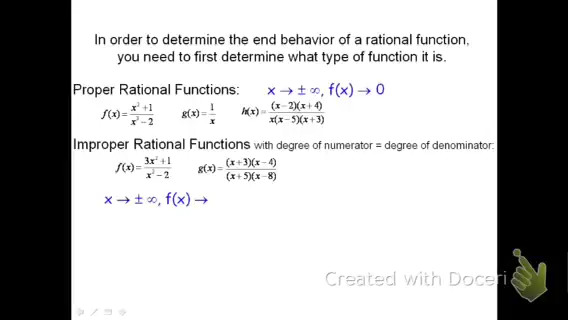 In order to determine the end behavior of a rational function,
you need to first determine what type of function it is.
Proper Rational Functions: x → ± ∞, f(x) → 0
f(x) = (x²+1)/(x³−2) g(x) = 1/x h(x) = (x−2)(x+4)/(x(x−5)(x+3))
Improper Rational Functions with degree of numerator = degree of denominator:
f(x) = (3x²+1)/(x²−2) g(x) = (x+3)(x−4)/((x+5)(x−8))
x → ± ∞, f(x) →
Created with Doceri